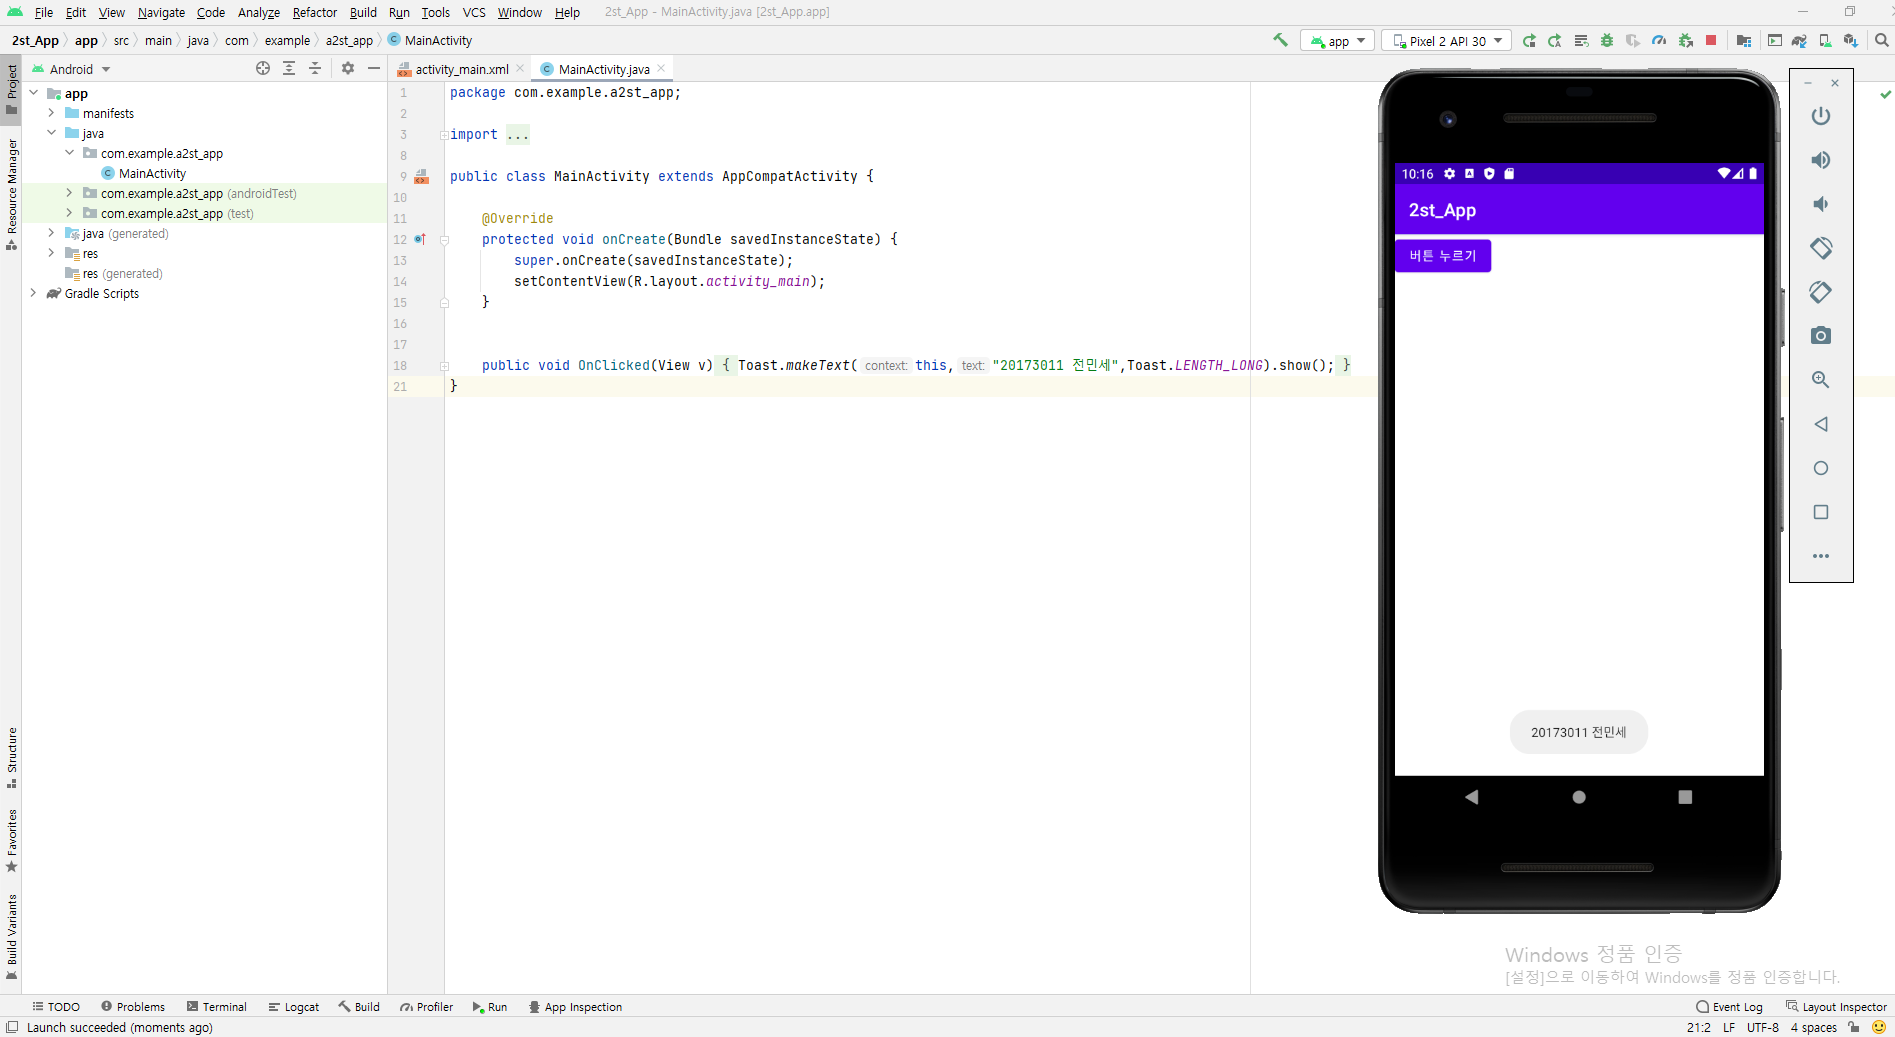 File Edit View Navigate Code Analyze Refactor Build Run Tools VCS Window Help 2st_App - MainActivity.java [2st_App.app]
2st_App app src main java com example a2st_app MainActivity
app Pixel 2 API 30
Project
Resource Manager
Structure
Favorites
Build Variants
Android
app
manifests
java
com.example.a2st_app
MainActivity
com.example.a2st_app (androidTest)
com.example.a2st_app (test)
java (generated)
res
res (generated)
Gradle Scripts
activity_main.xml MainActivity.java
1 package com.example.a2st_app;
2
3 import ...
8
9 public class MainActivity extends AppCompatActivity {
10
11 @Override
12 protected void onCreate(Bundle savedInstanceState) {
13 super.onCreate(savedInstanceState);
14 setContentView(R.layout.activity_main);
15 }
16
17
18 public void OnClicked(View v) { Toast.makeText( context: this, text: "20173011 전민세",Toast.LENGTH_LONG).show(); }
21 }
10:16
2st_App
버튼 누르기
20173011 전민세
Windows 정품 인증
[설정]으로 이동하여 Windows를 정품 인증합니다.
TODO Problems Terminal Logcat Build Profiler Run App Inspection Event Log Layout Inspector
Launch succeeded (moments ago) 21:2 LF UTF-8 4 spaces